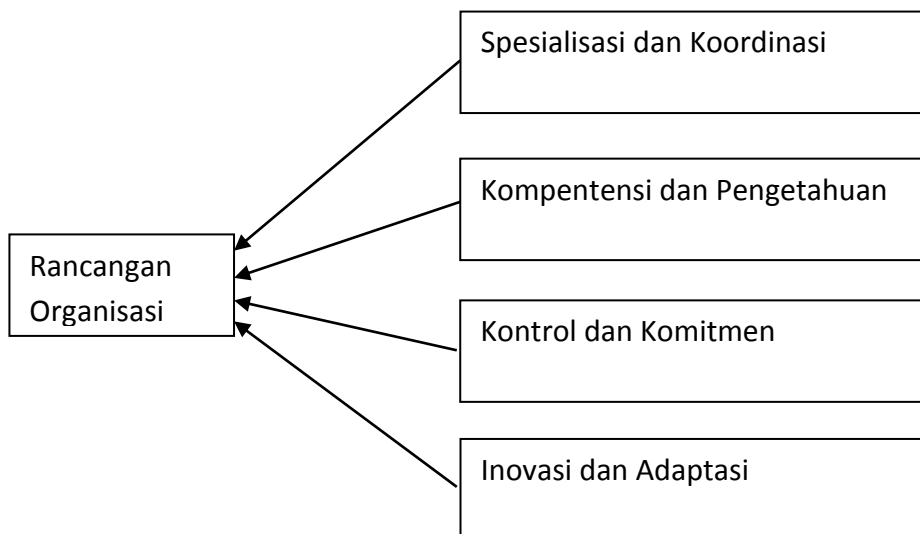 Spesialisasi dan Koordinasi
Kompentensi dan Pengetahuan
Rancangan
Organisasi
Kontrol dan Komitmen
Inovasi dan Adaptasi